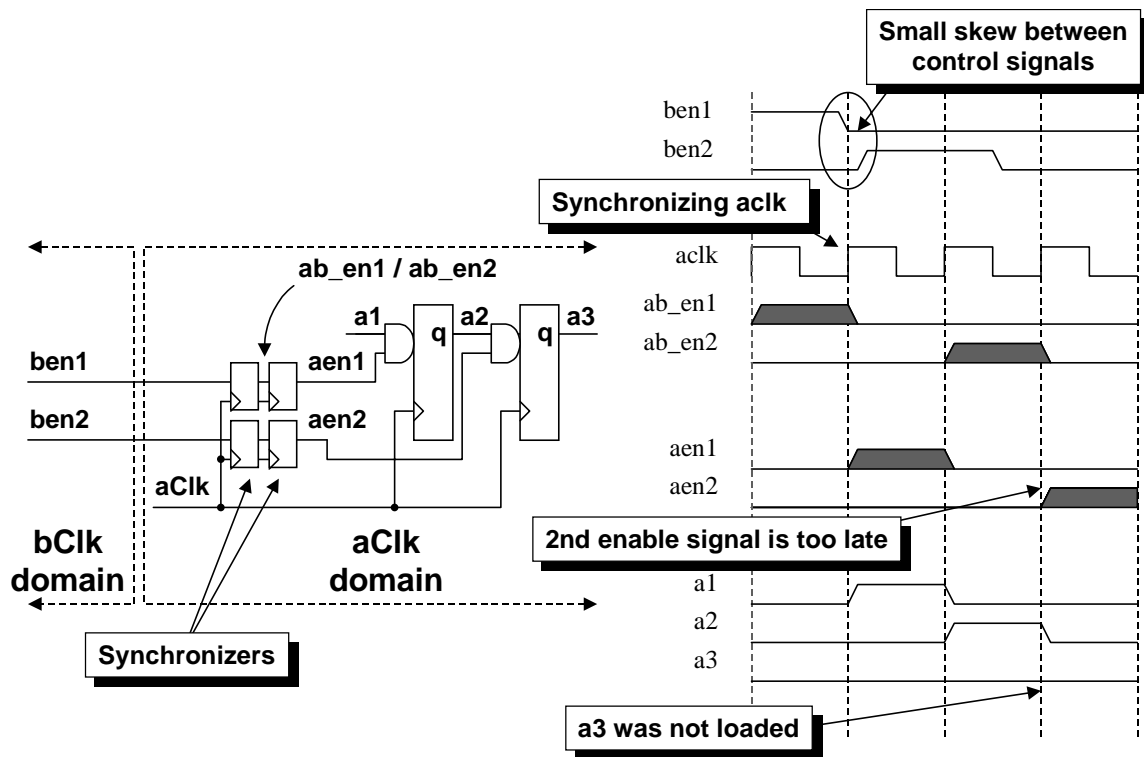 Small skew between
control signals
ben1
ben2
Synchronizing aclk
aclk
ab_en1
ab_en2
aen1
aen2
2nd enable signal is too late
a1
a2
a3
a3 was not loaded
ab_en1 / ab_en2
a1
q
a2
q
a3
ben1
aen1
ben2
aen2
aClk
bClk
domain
aClk
domain
Synchronizers